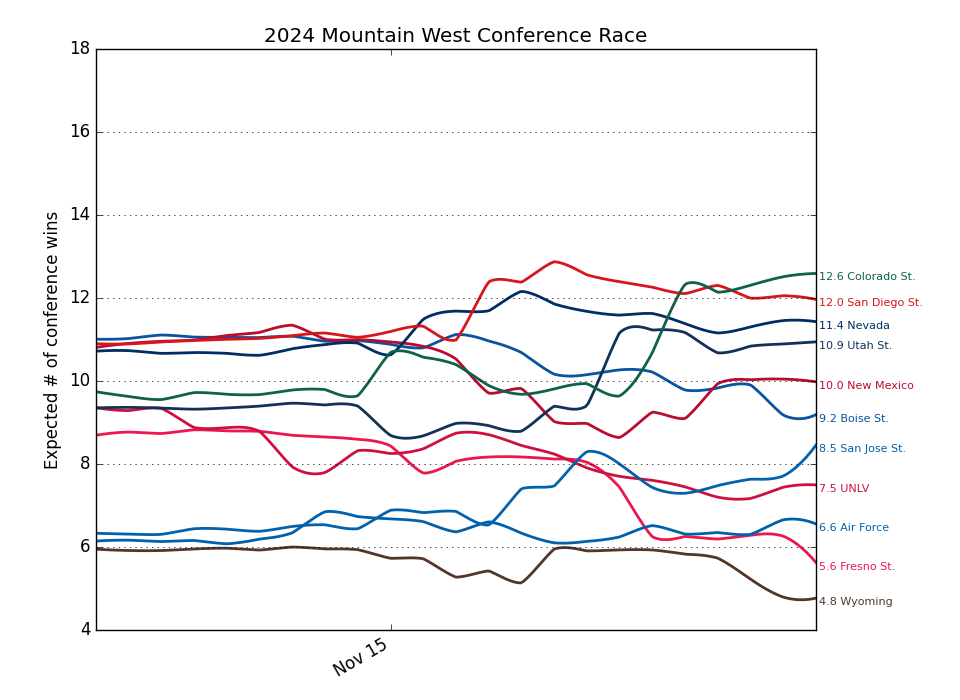 2024 Mountain West Conference Race
Expected # of conference wins
18
16
14
12
10
8
6
4
Nov 15
12.6 Colorado St.
12.0 San Diego St.
11.4 Nevada
10.9 Utah St.
10.0 New Mexico
9.2 Boise St.
8.5 San Jose St.
7.5 UNLV
6.6 Air Force
5.6 Fresno St.
4.8 Wyoming